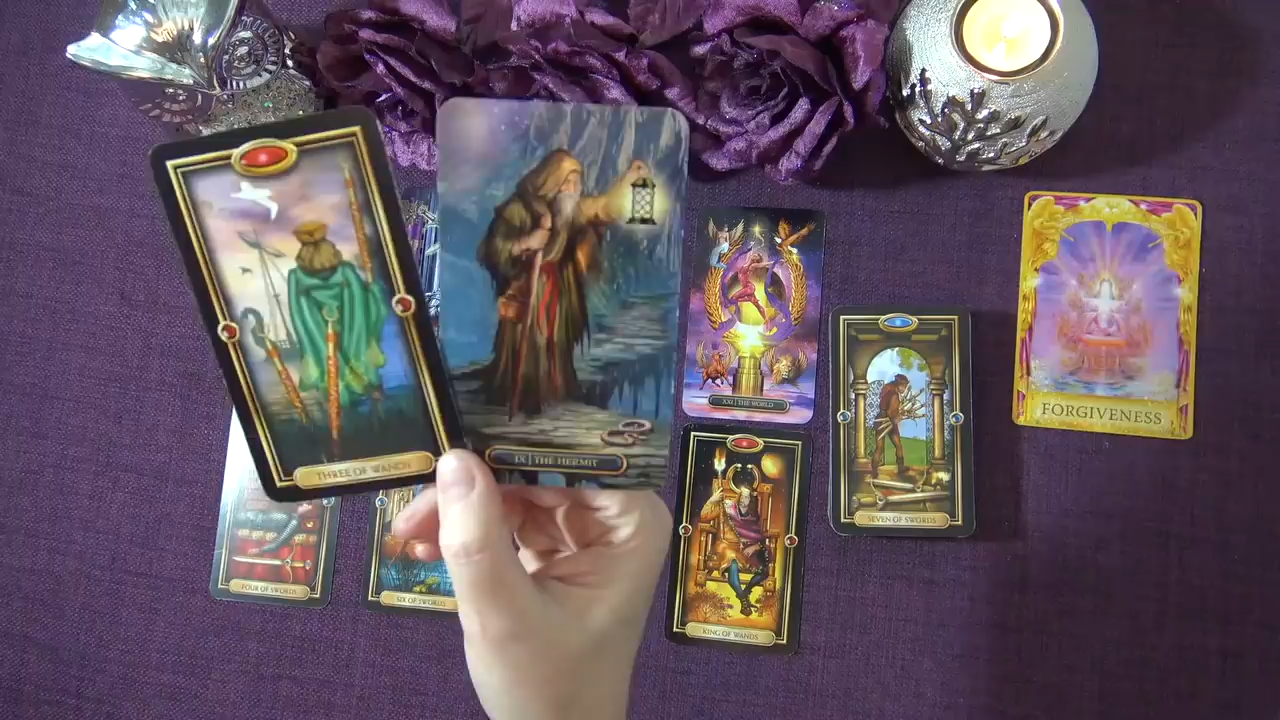 THREE OF WANDS
IX | THE HERMIT
XXI | THE WORLD
FORGIVENESS
SEVEN OF SWORDS
FOUR OF SWORDS
SIX OF SWORDS
KING OF WANDS